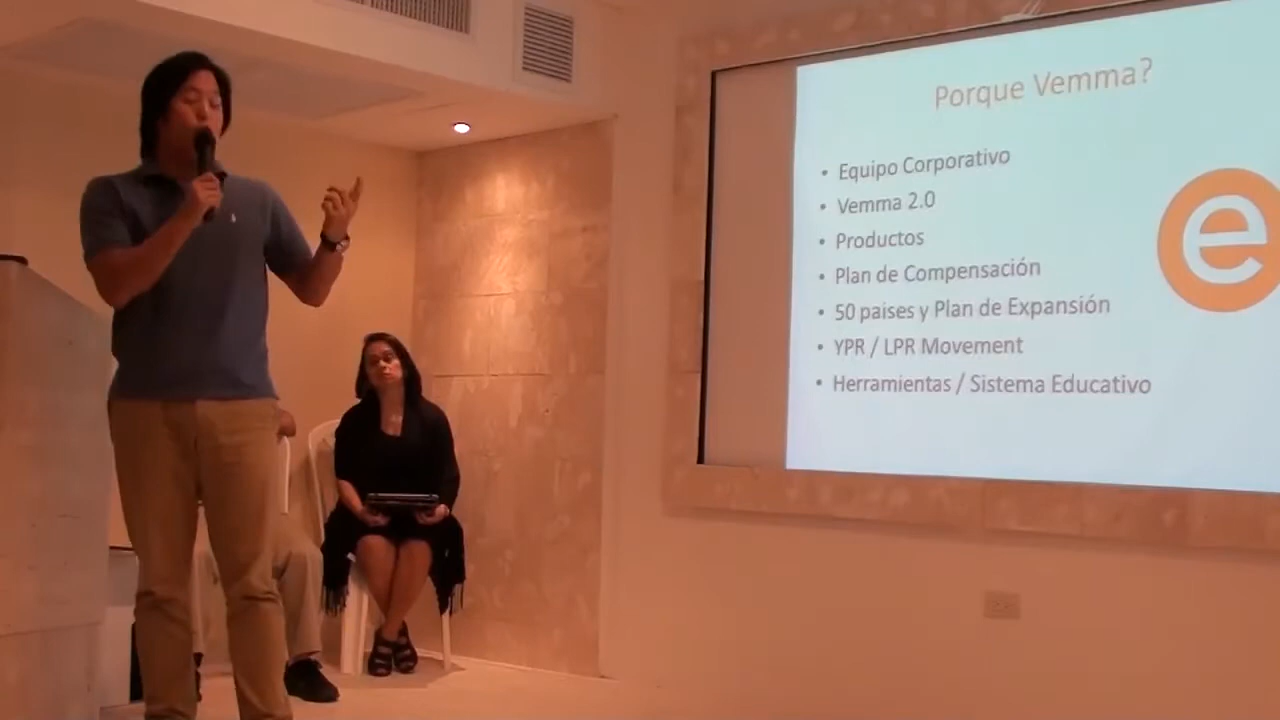 Porque Vemma?
• Equipo Corporativo
• Vemma 2.0
• Productos
• Plan de Compensación
• 50 paises y Plan de Expansión
• YPR / LPR Movement
• Herramientas / Sistema Educativo
e